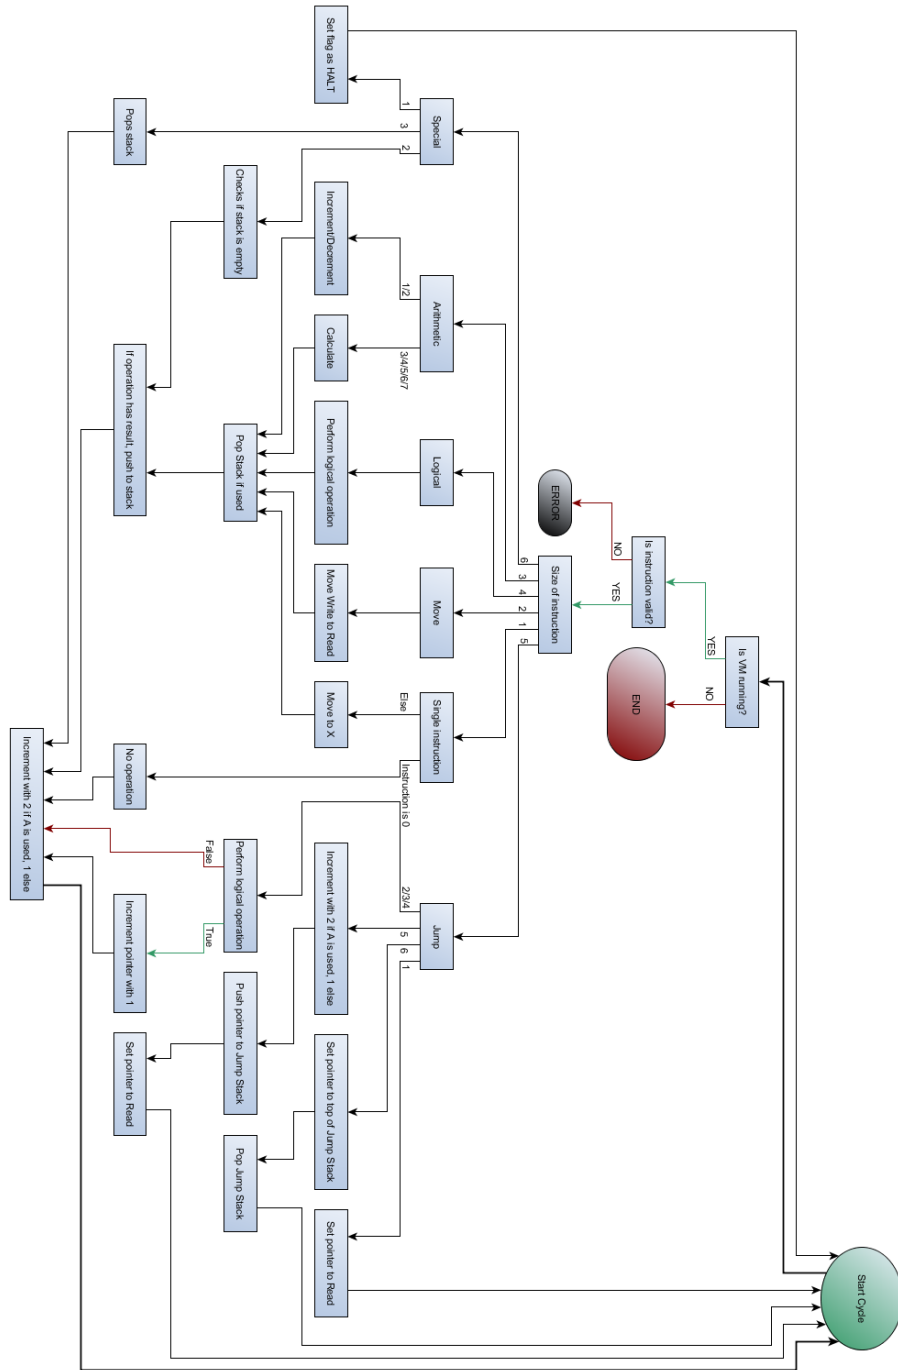 Start Cycle
Is VM running?
YES
NO
Is instruction valid?
END
NO
YES
ERROR
Size of instruction
6
3
4
2
1
5
Special
1
3
2
Arithmetic
1/2
3/4/5/6/7
Logical
Move
Single instruction
Else
Instruction is 0
Jump
2/3/4
5
6
1
Set flag as HALT
Increment/Decrement
Calculate
Perform logical operation
Move Write to Read
Move to X
Increment with 2 if A is used, 1 else
Set pointer to top of Jump Stack
Set pointer to Read
Checks if stack is empty
Pop Stack if used
Perform logical operation
False
True
Push pointer to Jump Stack
Pop Jump Stack
Pops stack
If operation has result, push to stack
No operation
Increment pointer with 1
Set pointer to Read
Increment with 2 if A is used, 1 else